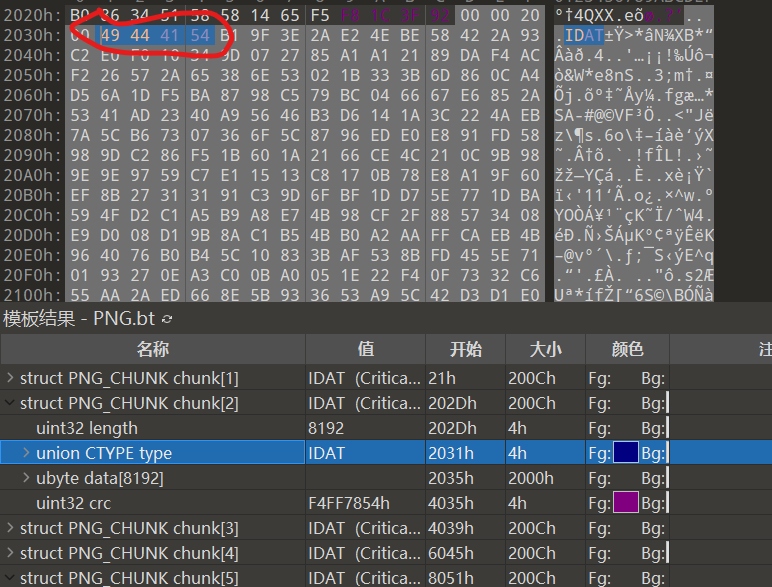 2020h: 34 51 58 58 14 65 F5 00 00 20
2030h: 00 49 44 41 54 B1 9F 3E 2A E2 4E BE 58 42 2A 93 .IDAT±Ÿ>*âN¾XB*“
2040h: C2 E0 F0 10 34 9D 07 27 85 A1 A1 21 89 DA F4 AC
2050h: F2 26 57 2A 65 38 6E 53 02 1B 33 3B 6D 86 0C A4 ò&W*e8nS..3;m†.¤
2060h: D5 6A 1D F5 BA 87 98 C5 79 BC 04 66 67 E6 85 2A Õj.õº‡˜Åy¼.fgæ…*
2070h: 53 41 AD 23 40 A9 56 46 B3 D6 14 1A 3C 22 4A EB SA-#@©VF³Ö..<"Jë
2080h: 7A 5C B6 73 07 36 6F 5C 87 96 ED E0 E8 91 FD 58 z\¶s.6o\‡–íàè‘ýX
2090h: 98 9D C2 86 F5 1B 60 1A 21 66 CE 4C 21 0C 9B 98 ˜.Â†õ.`.!fÎL!.›˜
20A0h: 9E 9E 97 59 C7 E1 15 13 C8 17 0B 78 E8 A1 9F 60 žž—YÇá..È..xè¡Ÿ`
20B0h: EF 8B 27 31 31 91 C3 9D 6F BF 1D D7 5E 77 1D BA ï‹'11‘Ã.o¿.×^w.º
20C0h: 59 4F D2 C1 A5 B9 A8 E7 4B 98 CF 2F 88 57 34 08 YOÒÁ¥¹¨çK˜Ï/ˆW4.
20D0h: E9 D0 08 D1 9B 8A C1 B5 4B B0 A2 AA FF CA EB 4B éÐ.Ñ›ŠÁµK°¢ªÿÊëK
20E0h: 96 40 76 B0 B4 5C 10 83 3B AF 53 8B FD 45 5E 71 –@v°´\.ƒ;¯S‹ýE^q
20F0h: 01 93 27 0E A3 C0 0B A0 05 1E 22 F4 0F 73 32 C6 .“'.£À. .."ô.s2Æ
2100h: 55 AA 2A ED 66 8E 5B 93 36 53 A9 5C 42 D3 D1 E0 Uª*ífŽ[“6S©\BÓÑà
模板结果 - PNG.bt
名称 值 开始 大小 颜色 注
struct PNG_CHUNK chunk[1] IDAT (Critica... 21h 200Ch Fg: Bg:
struct PNG_CHUNK chunk[2] IDAT (Critica... 202Dh 200Ch Fg: Bg:
uint32 length 8192 202Dh 4h Fg: Bg:
union CTYPE type IDAT 2031h 4h Fg: Bg:
ubyte data[8192] 2035h 2000h Fg: Bg:
uint32 crc F4FF7854h 4035h 4h Fg: Bg:
struct PNG_CHUNK chunk[3] IDAT (Critica... 4039h 200Ch Fg: Bg:
struct PNG_CHUNK chunk[4] IDAT (Critica... 6045h 200Ch Fg: Bg:
struct PNG_CHUNK chunk[5] IDAT (Critica... 8051h 200Ch Fg: Bg: